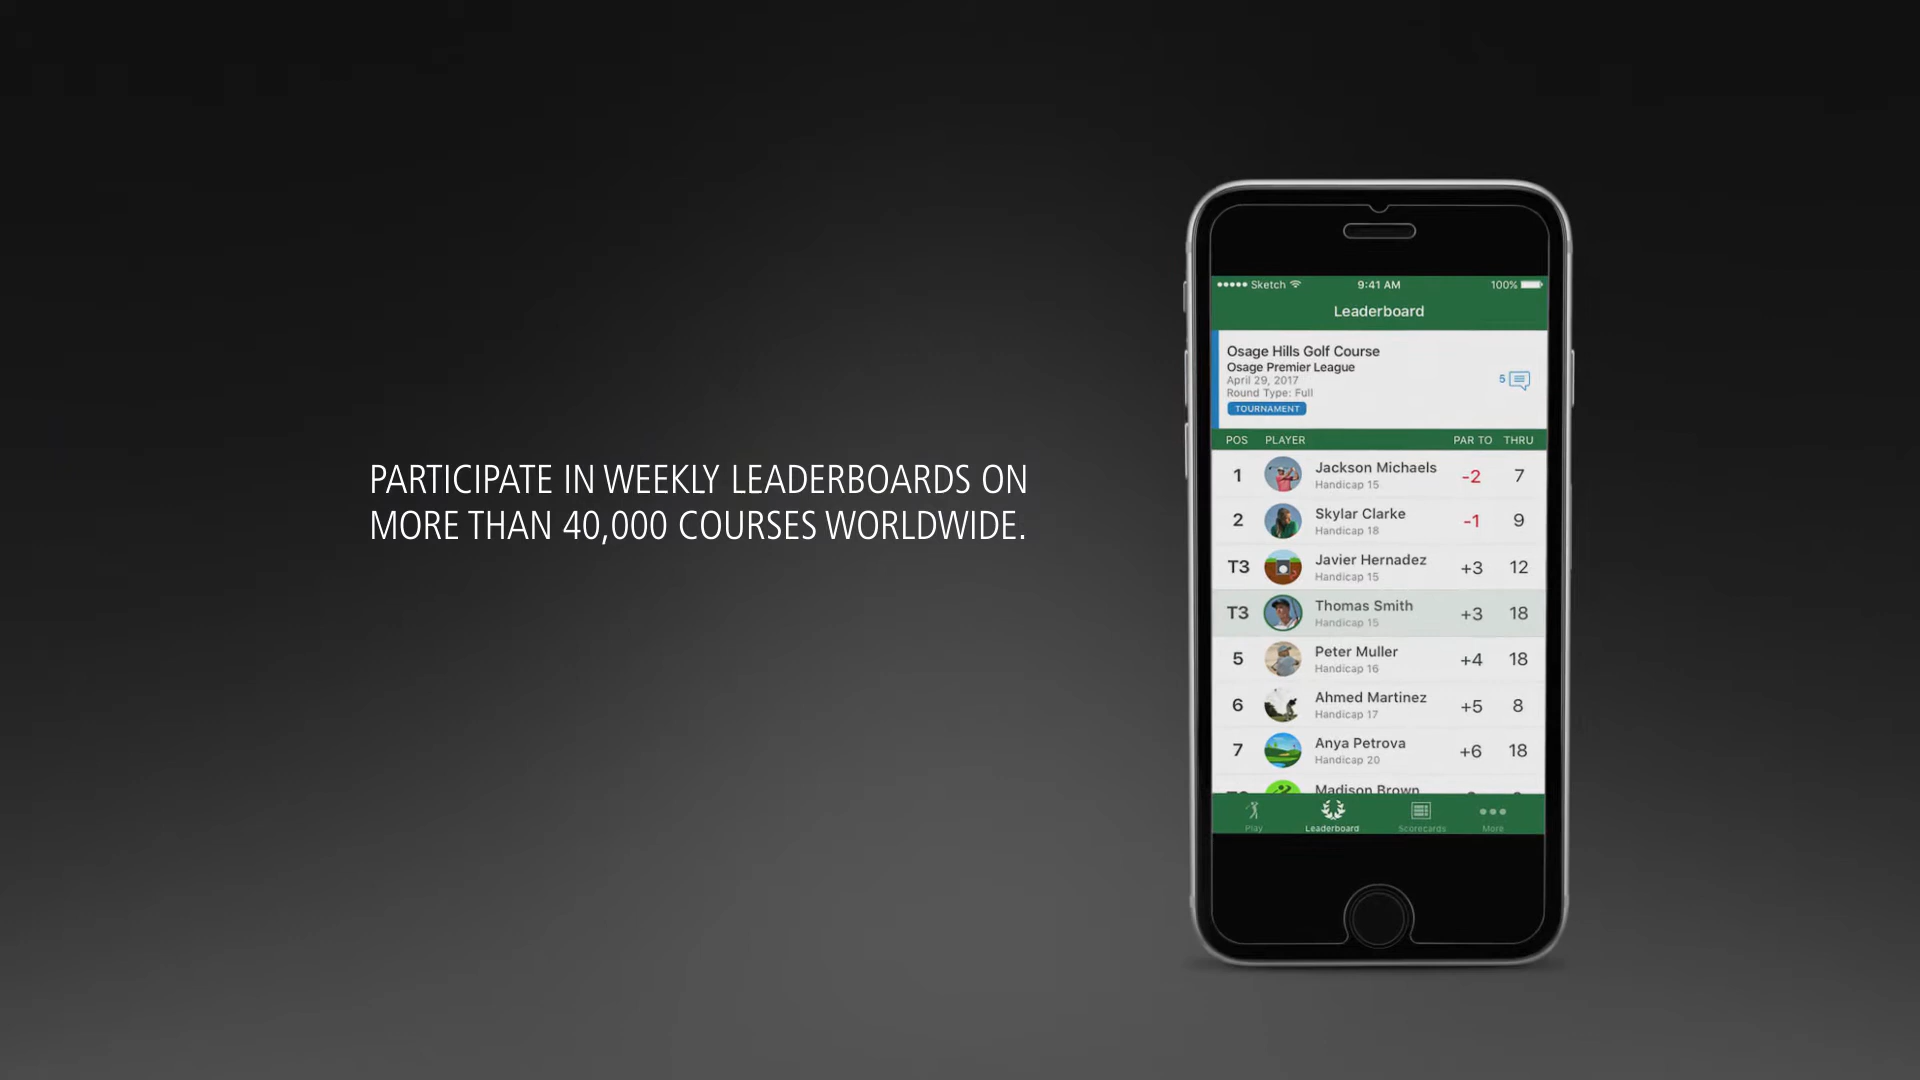 PARTICIPATE IN WEEKLY LEADERBOARDS ON
MORE THAN 40,000 COURSES WORLDWIDE.
Sketch 9:41 AM 100%
Leaderboard
Osage Hills Golf Course
Osage Premier League
April 29, 2017
Round Type: Full
5
TOURNAMENT
POS PLAYER PAR TO THRU
1 Jackson Michaels -2 7
Handicap 15
2 Skylar Clarke -1 9
Handicap 18
T3 Javier Hernadez +3 12
Handicap 15
T3 Thomas Smith +3 18
Handicap 15
5 Peter Muller +4 18
Handicap 16
6 Ahmed Martinez +5 8
Handicap 17
7 Anya Petrova +6 18
Handicap 20
Madison Brown
Play Leaderboard Scorecards More